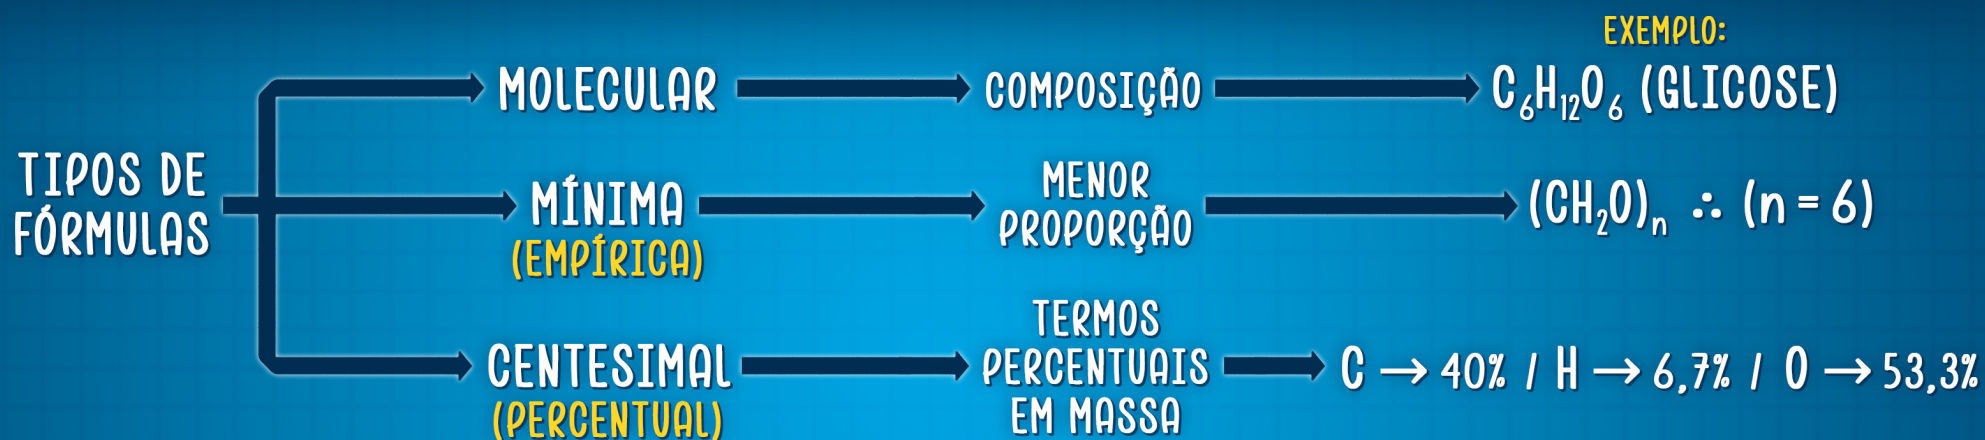 EXEMPLO:
MOLECULAR → COMPOSIÇÃO → C₆H₁₂O₆ (GLICOSE)
TIPOS DE
FÓRMULAS
MÍNIMA
(EMPÍRICA)
MENOR
PROPORÇÃO
(CH₂O)ₙ ∴ (n = 6)
CENTESIMAL
(PERCENTUAL)
TERMOS
PERCENTUAIS
EM MASSA
C → 40% / H → 6,7% / O → 53,3%